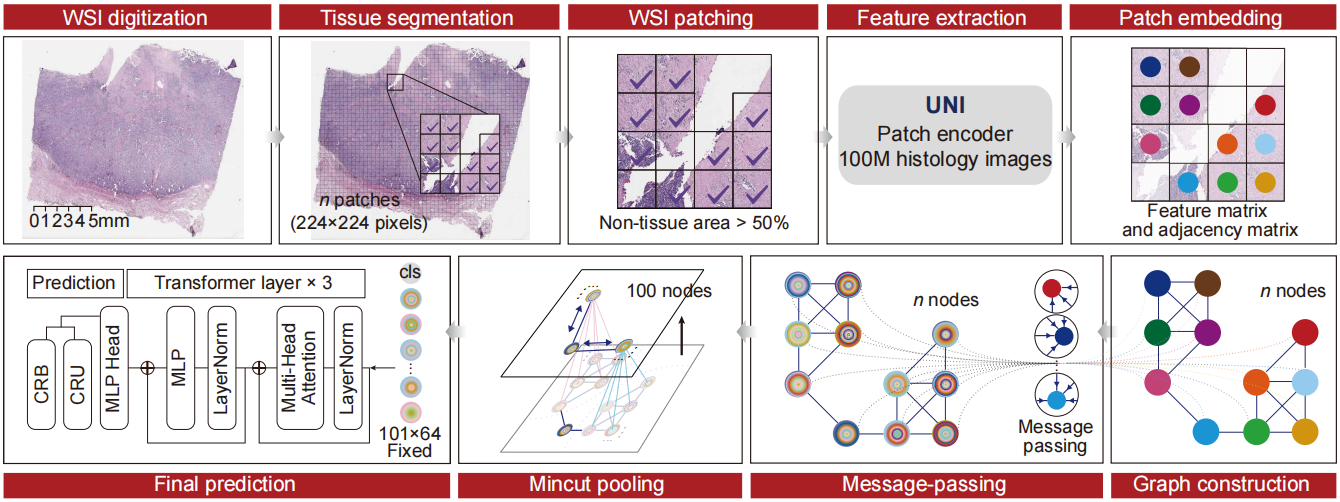 WSI digitization
Tissue segmentation
WSI patching
Feature extraction
Patch embedding
0 1 2 3 4 5mm
n patches
(224×224 pixels)
Non-tissue area > 50%
UNI
Patch encoder
100M histology images
Feature matrix
and adjacency matrix
Prediction
Transformer layer × 3
CRB
CRU
MLP Head
MLP
LayerNorm
Multi-Head
Attention
LayerNorm
cls
101×64
Fixed
100 nodes
n nodes
Message
passing
n nodes
Final prediction
Mincut pooling
Message-passing
Graph construction